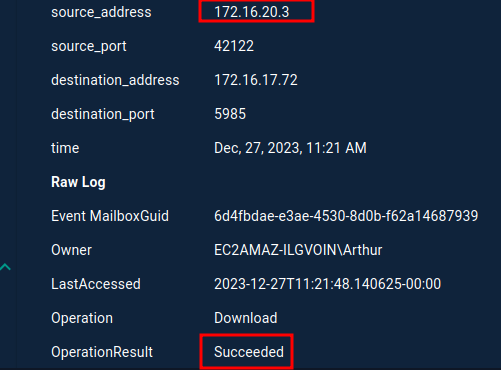 source_address 172.16.20.3
source_port 42122
destination_address 172.16.17.72
destination_port 5985
time Dec, 27, 2023, 11:21 AM
Raw Log
Event MailboxGuid 6d4fbdae-e3ae-4530-8d0b-f62a14687939
Owner EC2AMAZ-ILGVOIN\Arthur
LastAccessed 2023-12-27T11:21:48.140625-00:00
Operation Download
OperationResult Succeeded